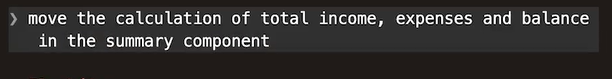 ❯ move the calculation of total income, expenses and balance
in the summary component